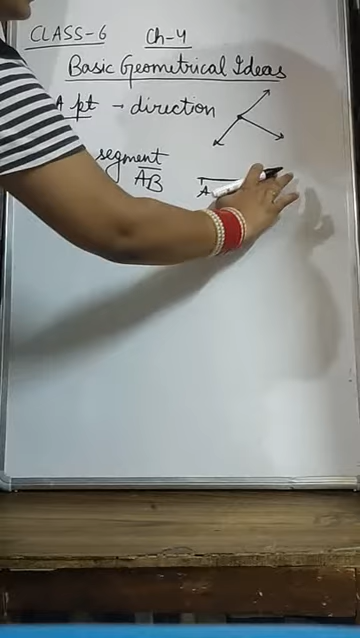 CLASS-6 Ch-4
Basic Geometrical Ideas
A pt → direction
segment
AB
A